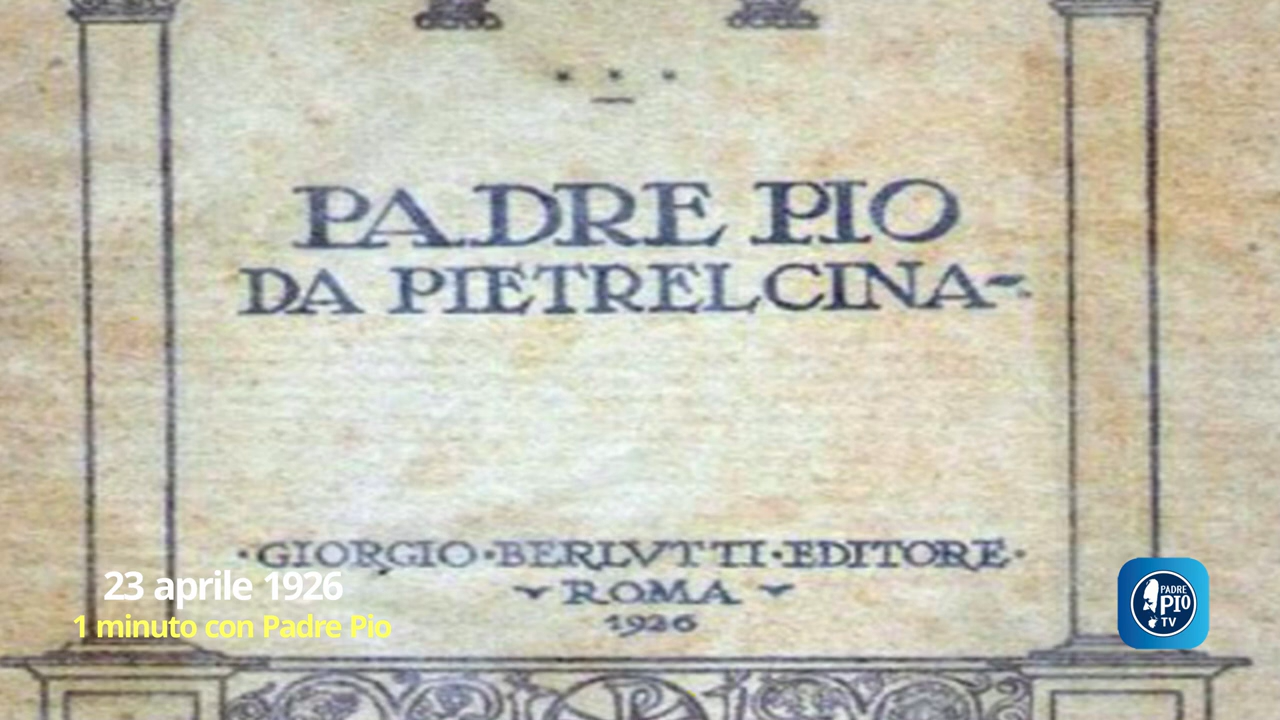 PADRE PIO
DA PIETRELCINA-
·GIORGIO·BERLVTTI·EDITORE·
ROMA
1926
23 aprile 1926
1 minuto con Padre Pio
PADRE
PIO
TV